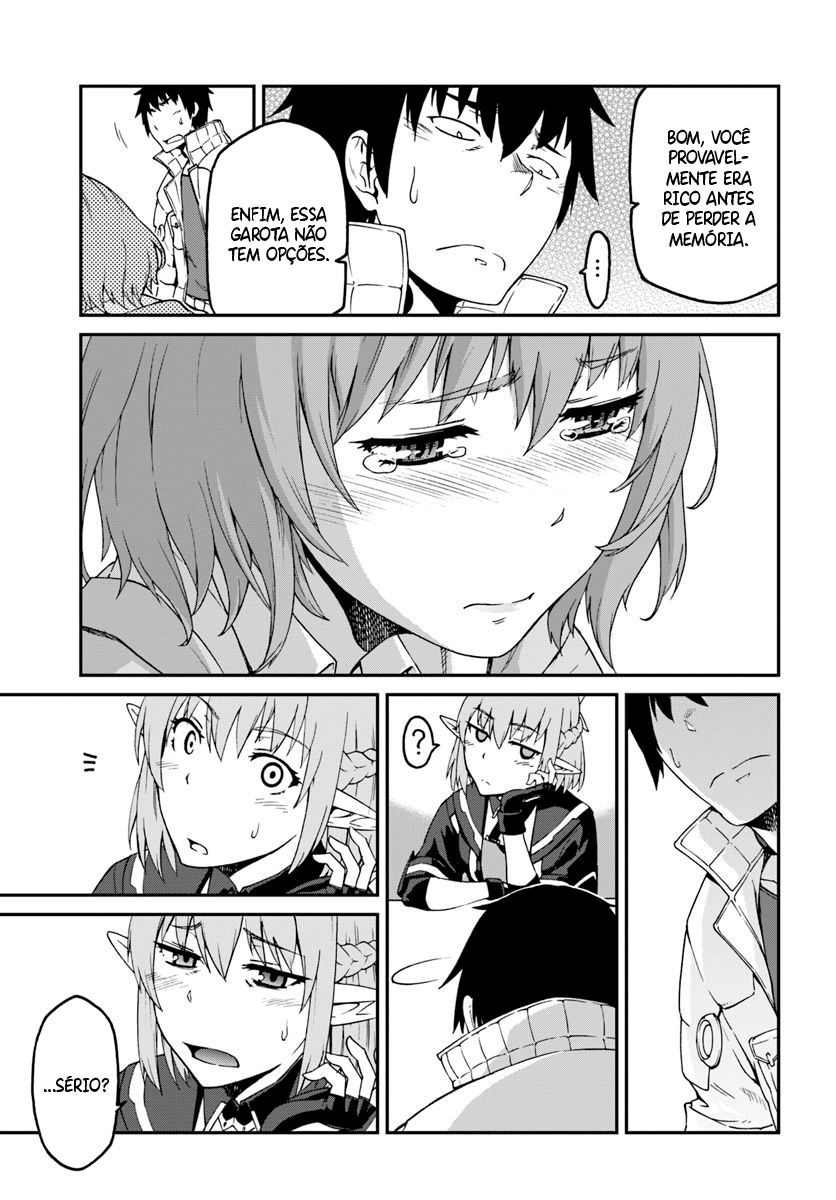 BOM, VOCÊ
PROVAVEL-
MENTE ERA
RICO ANTES
DE PERDER A
MEMÓRIA.
...
ENFIM, ESSA
GAROTA NÃO
TEM OPÇÕES.
?
...SÉRIO?